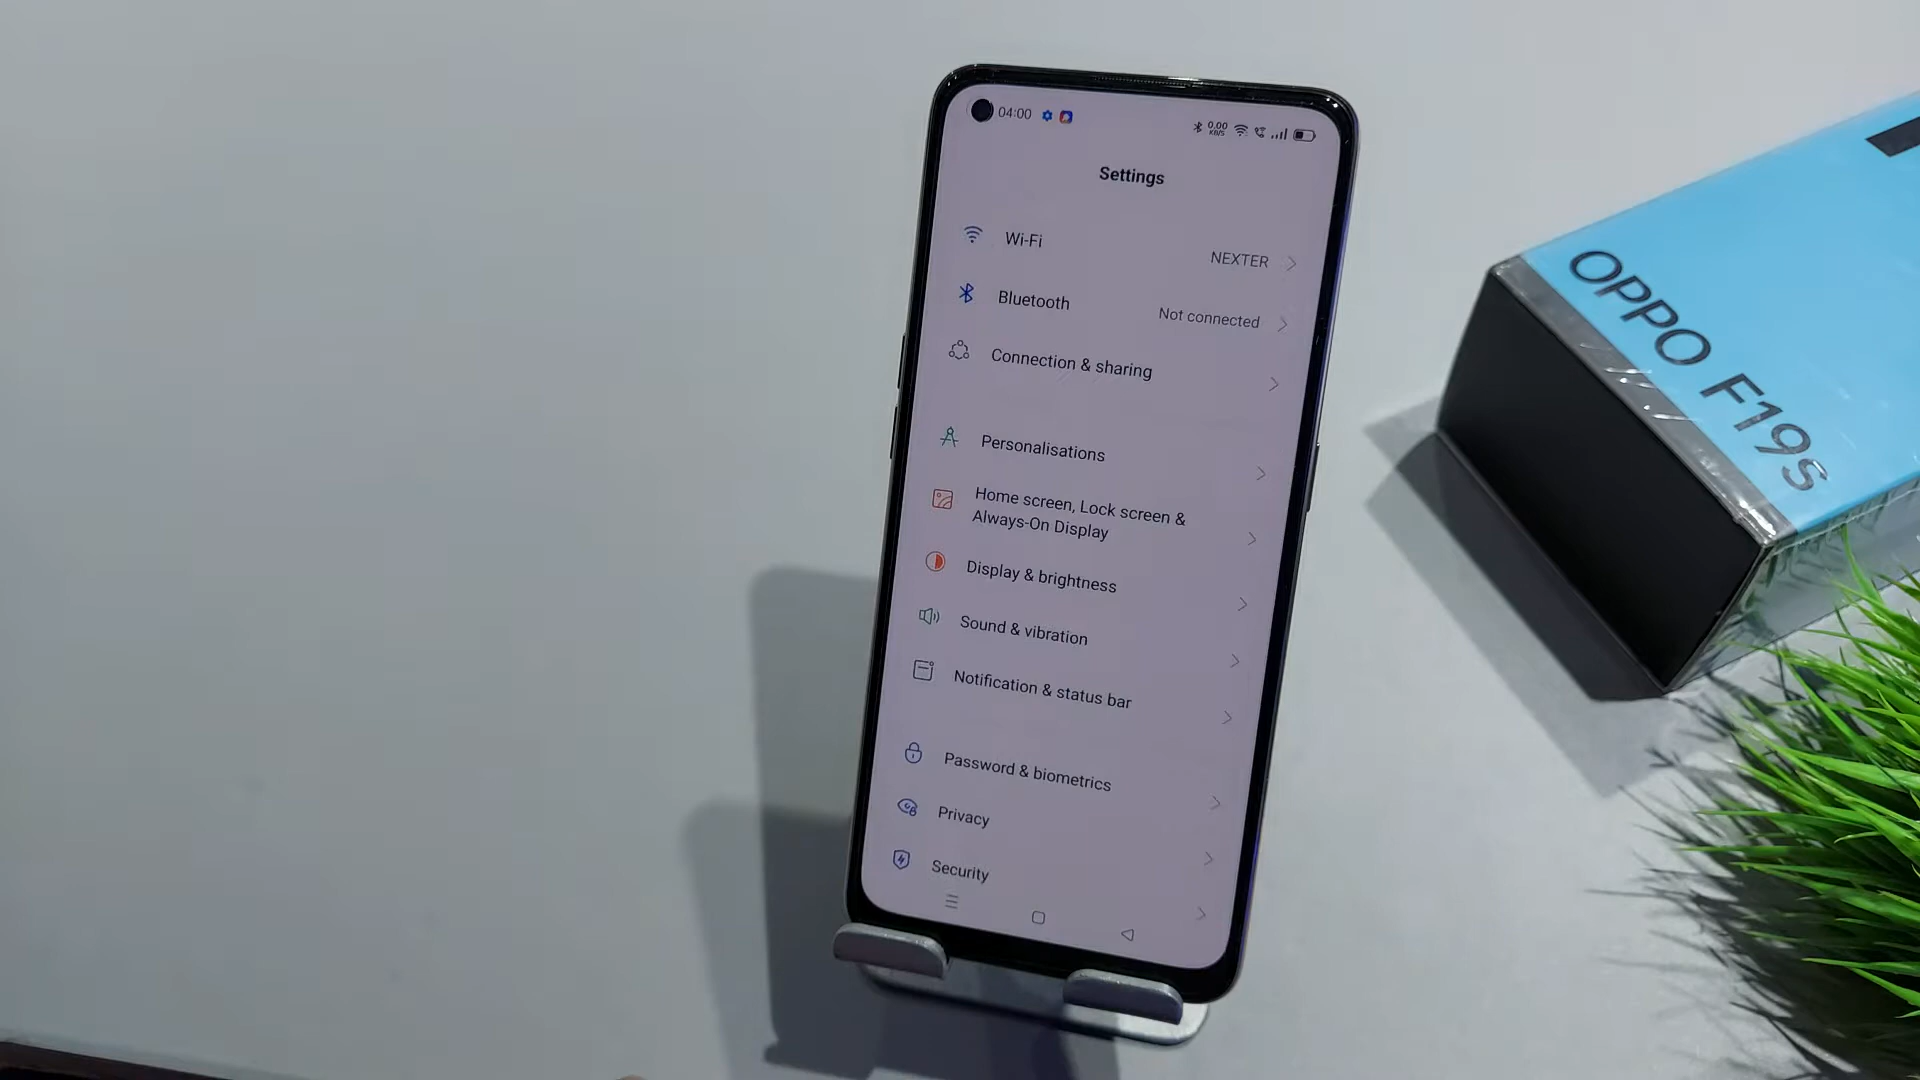 04:00
0.00
KB/S
Settings
Wi-Fi
NEXTER
Bluetooth
Not connected
Connection & sharing
Personalisations
Home screen, Lock screen &
Always-On Display
Display & brightness
Sound & vibration
Notification & status bar
Password & biometrics
Privacy
Security
OPPO F19s